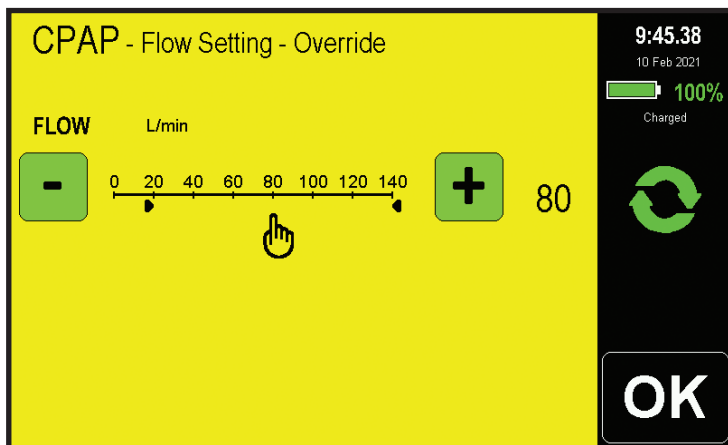 CPAP - Flow Setting - Override
9:45.38
10 Feb 2021
100%
Charged
FLOW L/min
- 0 20 40 60 80 100 120 140 + 80
OK